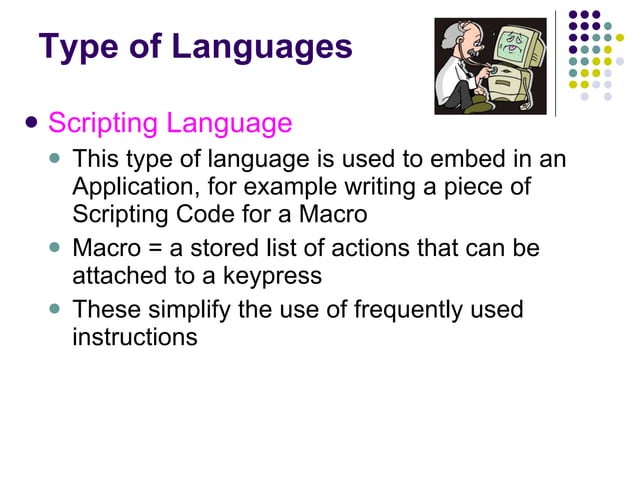 Type of Languages
Scripting Language
This type of language is used to embed in an
Application, for example writing a piece of
Scripting Code for a Macro
Macro = a stored list of actions that can be
attached to a keypress
These simplify the use of frequently used
instructions